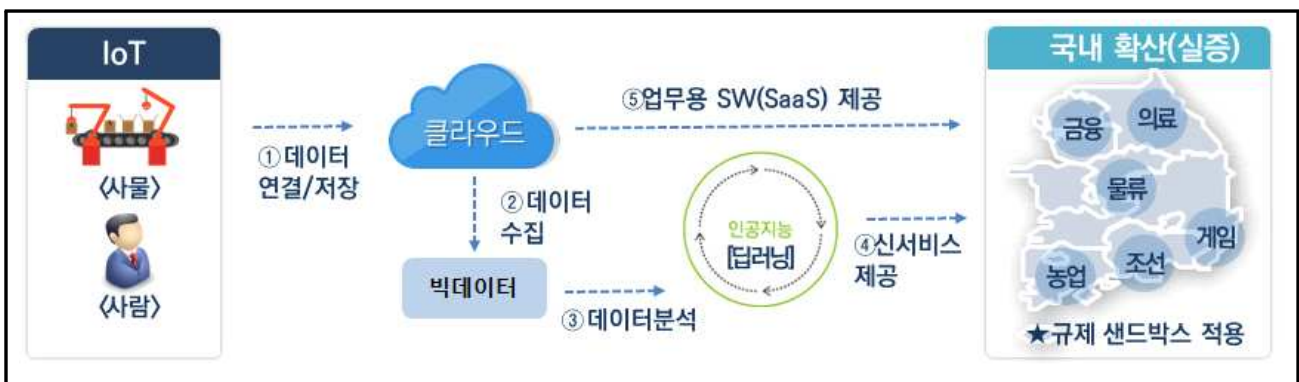 IoT
〈사물〉
〈사람〉
①데이터
연결/저장
클라우드
②데이터
수집
빅데이터
③데이터분석
인공지능
[딥러닝]
④신서비스
제공
⑤업무용 SW(SaaS) 제공
국내 확산(실증)
금융
의료
물류
게임
농업
조선
★규제 샌드박스 적용